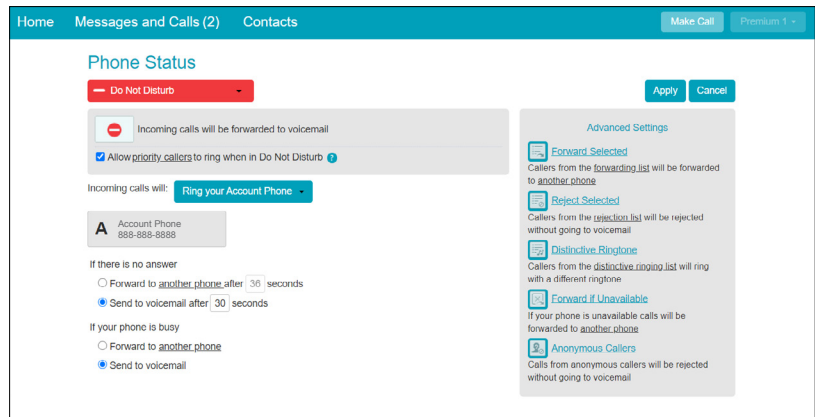 Home Messages and Calls (2) Contacts Make Call Premium 1
Phone Status
Do Not Disturb
Apply Cancel
Incoming calls will be forwarded to voicemail
Allow priority callers to ring when in Do Not Disturb ?
Incoming calls will: Ring your Account Phone
A Account Phone
888-888-8888
If there is no answer
Forward to another phone after 36 seconds
Send to voicemail after 30 seconds
If your phone is busy
Forward to another phone
Send to voicemail
Advanced Settings
Forward Selected
Callers from the forwarding list will be forwarded
to another phone
Reject Selected
Callers from the rejection list will be rejected
without going to voicemail
Distinctive Ringtone
Callers from the distinctive ringing list will ring
with a different ringtone
Forward if Unavailable
If your phone is unavailable calls will be
forwarded to another phone
Anonymous Callers
Calls from anonymous callers will be rejected
without going to voicemail